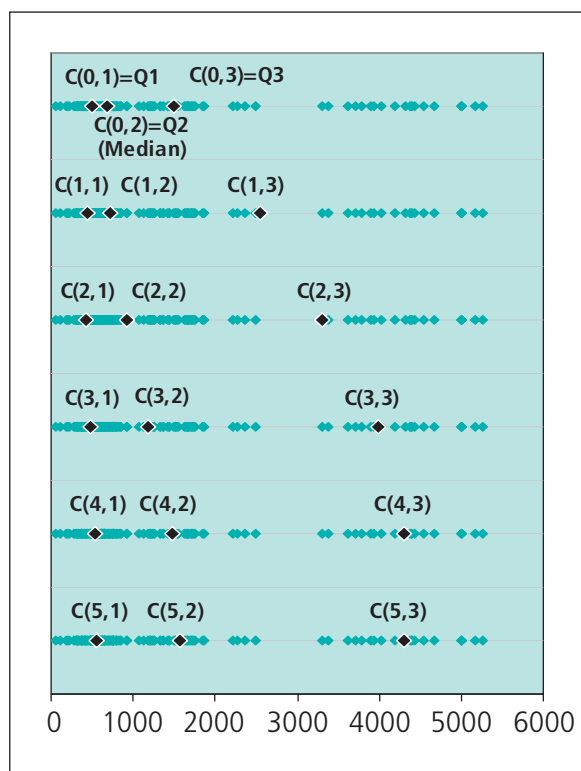 C(0,1)=Q1 C(0,3)=Q3
C(0,2)=Q2
(Median)
C(1,1) C(1,2) C(1,3)
C(2,1) C(2,2) C(2,3)
C(3,1) C(3,2) C(3,3)
C(4,1) C(4,2) C(4,3)
C(5,1) C(5,2) C(5,3)
0 1000 2000 3000 4000 5000 6000